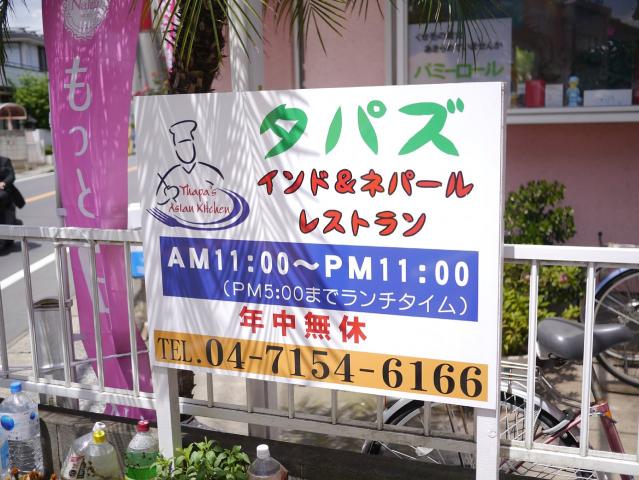 タパズ
Thapa's
Asian Kitchen
インド&ネパール
レストラン
AM11:00～PM11:00
(PM5:00までランチタイム)
年中無休
TEL.04-7154-6166
もっと
パミーロール